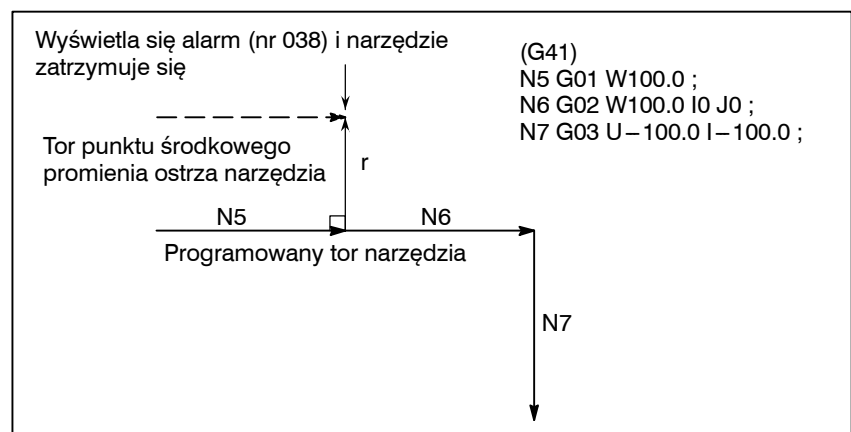 Wyświetla się alarm (nr 038) i narzędzie
zatrzymuje się
(G41)
N5 G01 W100.0 ;
N6 G02 W100.0 I0 J0 ;
N7 G03 U−100.0 I−100.0 ;
Tor punktu środkowego
promienia ostrza narzędzia
r
N5
N6
Programowany tor narzędzia
N7